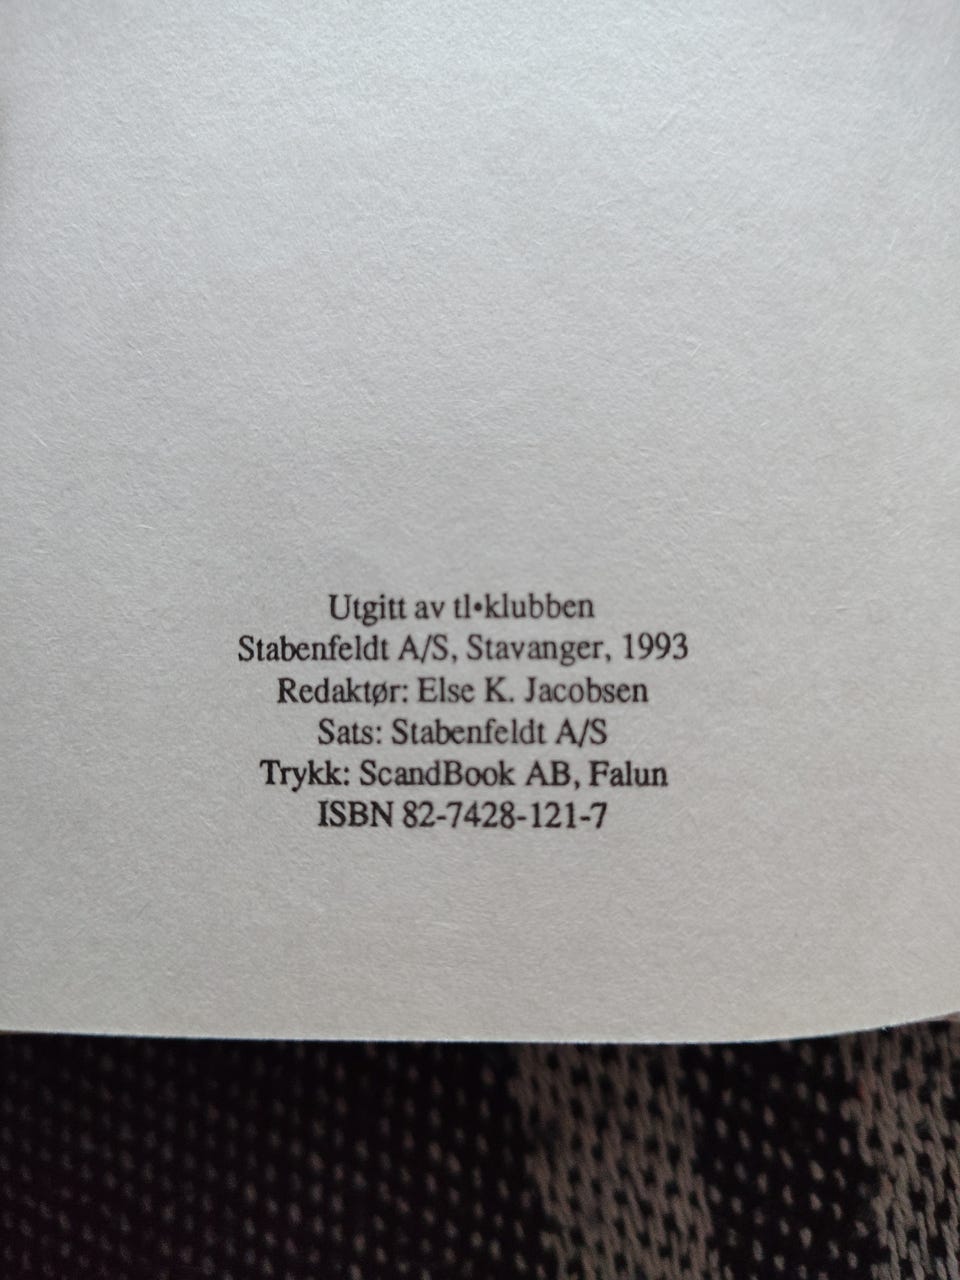 Utgitt av tl•klubben
Stabenfeldt A/S, Stavanger, 1993
Redaktør: Else K. Jacobsen
Sats: Stabenfeldt A/S
Trykk: ScandBook AB, Falun
ISBN 82-7428-121-7